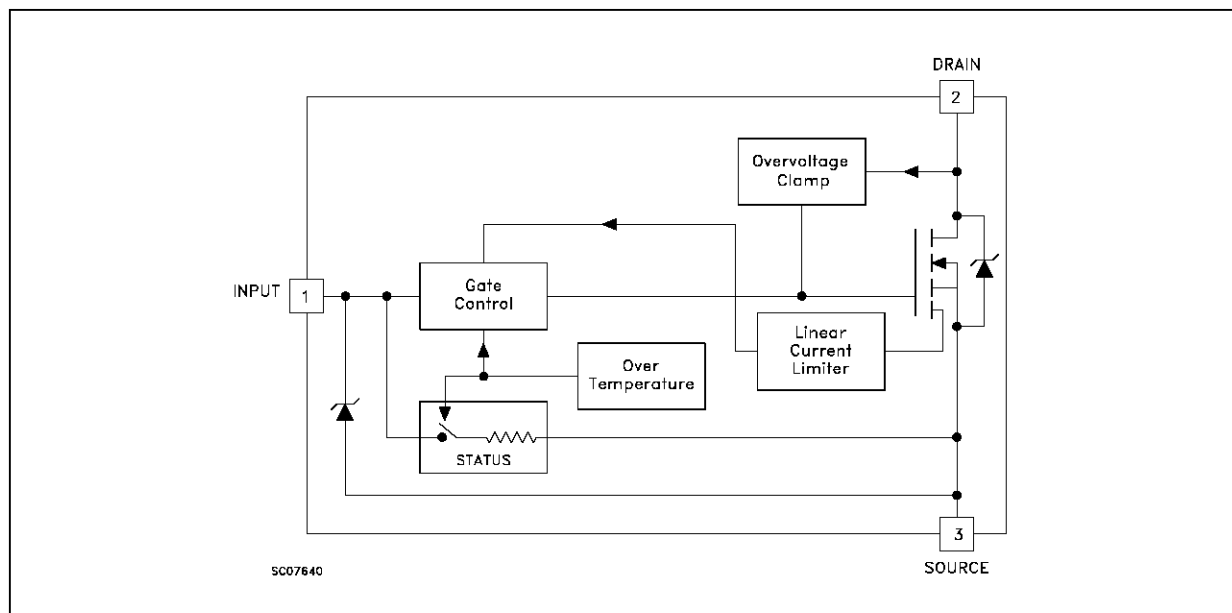 DRAIN
2
Overvoltage
Clamp
INPUT
1
Gate
Control
Linear
Current
Limiter
Over
Temperature
STATUS
3
SOURCE
SC07640